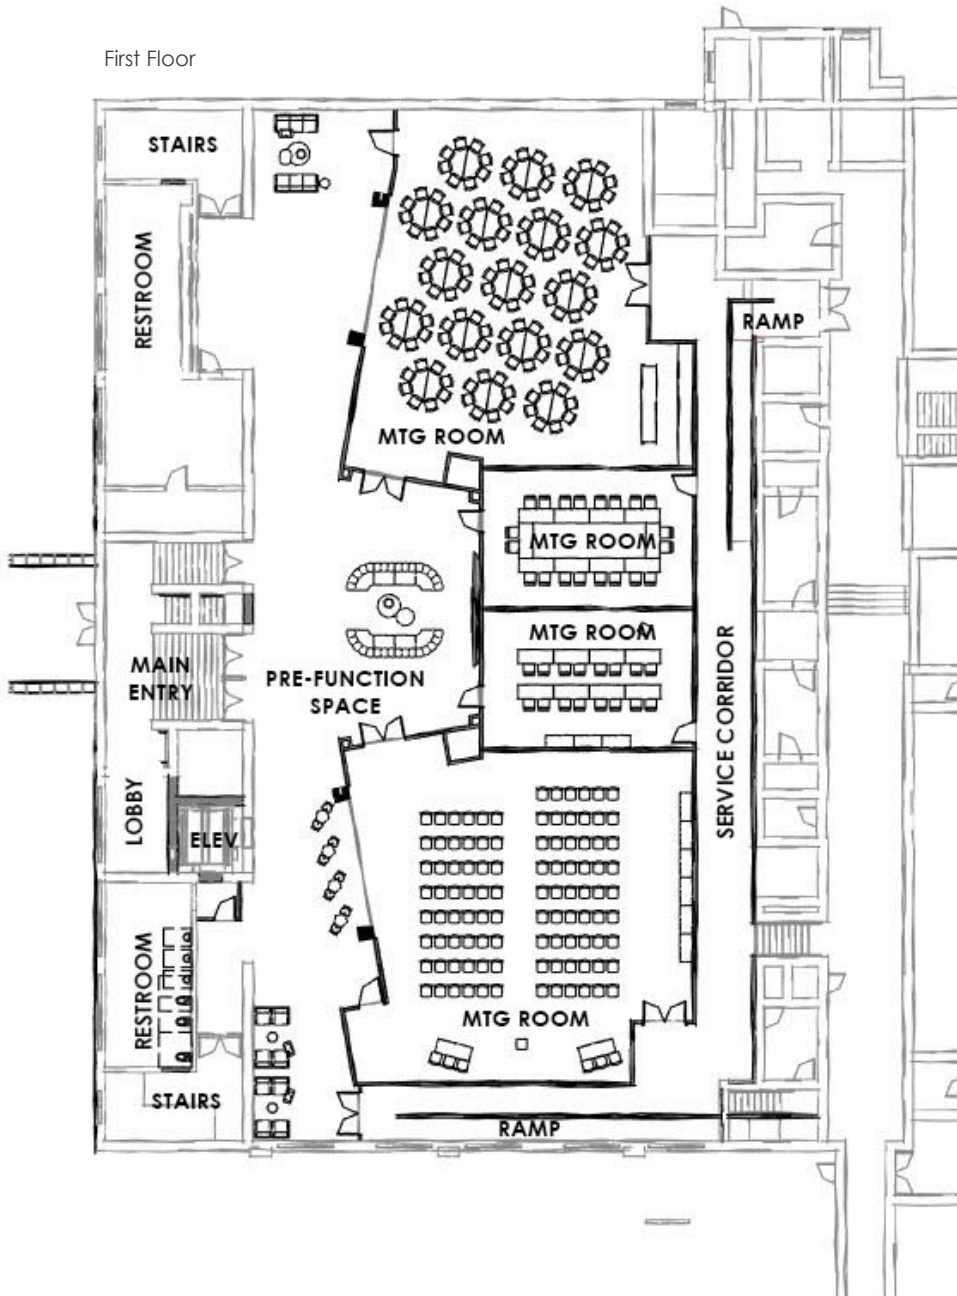 First Floor
STAIRS
RESTROOM
RAMP
MTG ROOM
MTG ROOM
MTG ROOM
MAIN
ENTRY
PRE-FUNCTION
SPACE
SERVICE CORRIDOR
LOBBY
ELEV
RESTROOM
MTG ROOM
STAIRS
RAMP